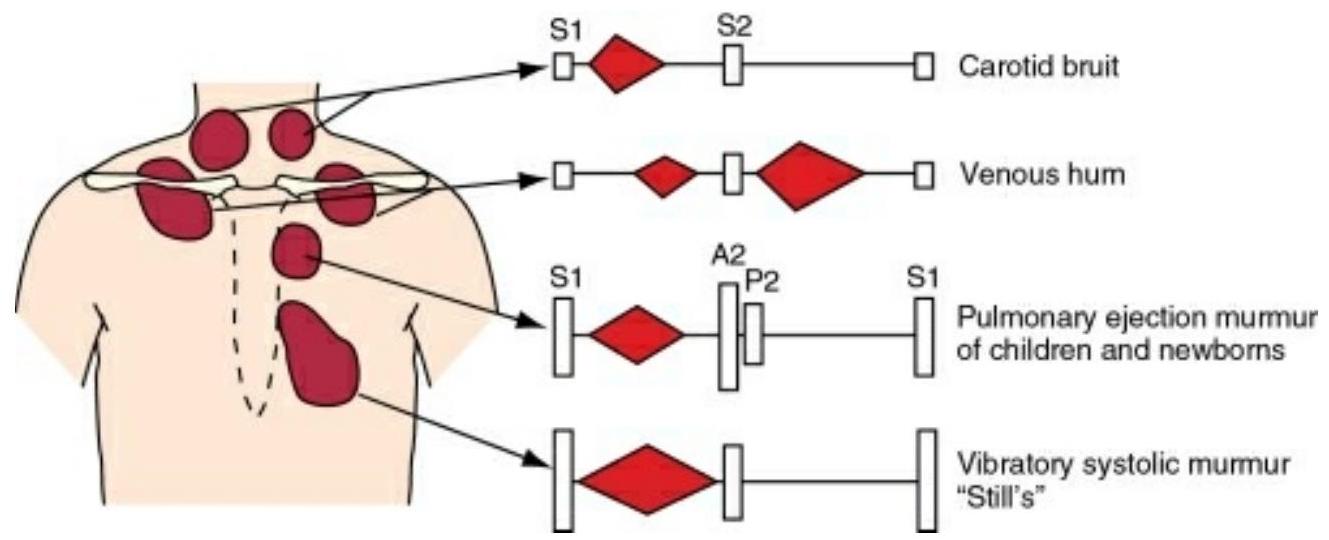 S1 S2
Carotid bruit
Venous hum
S1 A2 P2 S1
Pulmonary ejection murmur
of children and newborns
Vibratory systolic murmur
“Still’s”